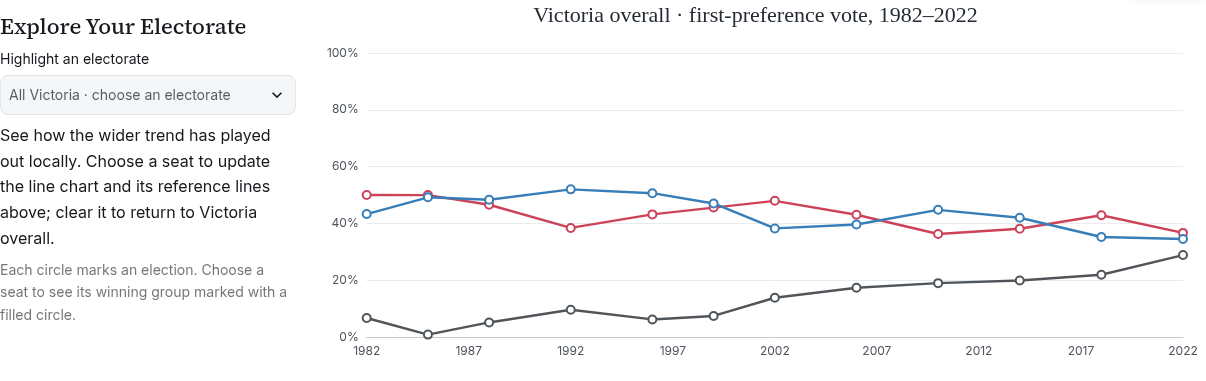 Explore Your Electorate
Highlight an electorate
All Victoria · choose an electorate
See how the wider trend has played
out locally. Choose a seat to update
the line chart and its reference lines
above; clear it to return to Victoria
overall.
Each circle marks an election. Choose a
seat to see its winning group marked with a
filled circle.
Victoria overall · first-preference vote, 1982–2022
100%
80%
60%
40%
20%
0%
1982 1987 1992 1997 2002 2007 2012 2017 2022